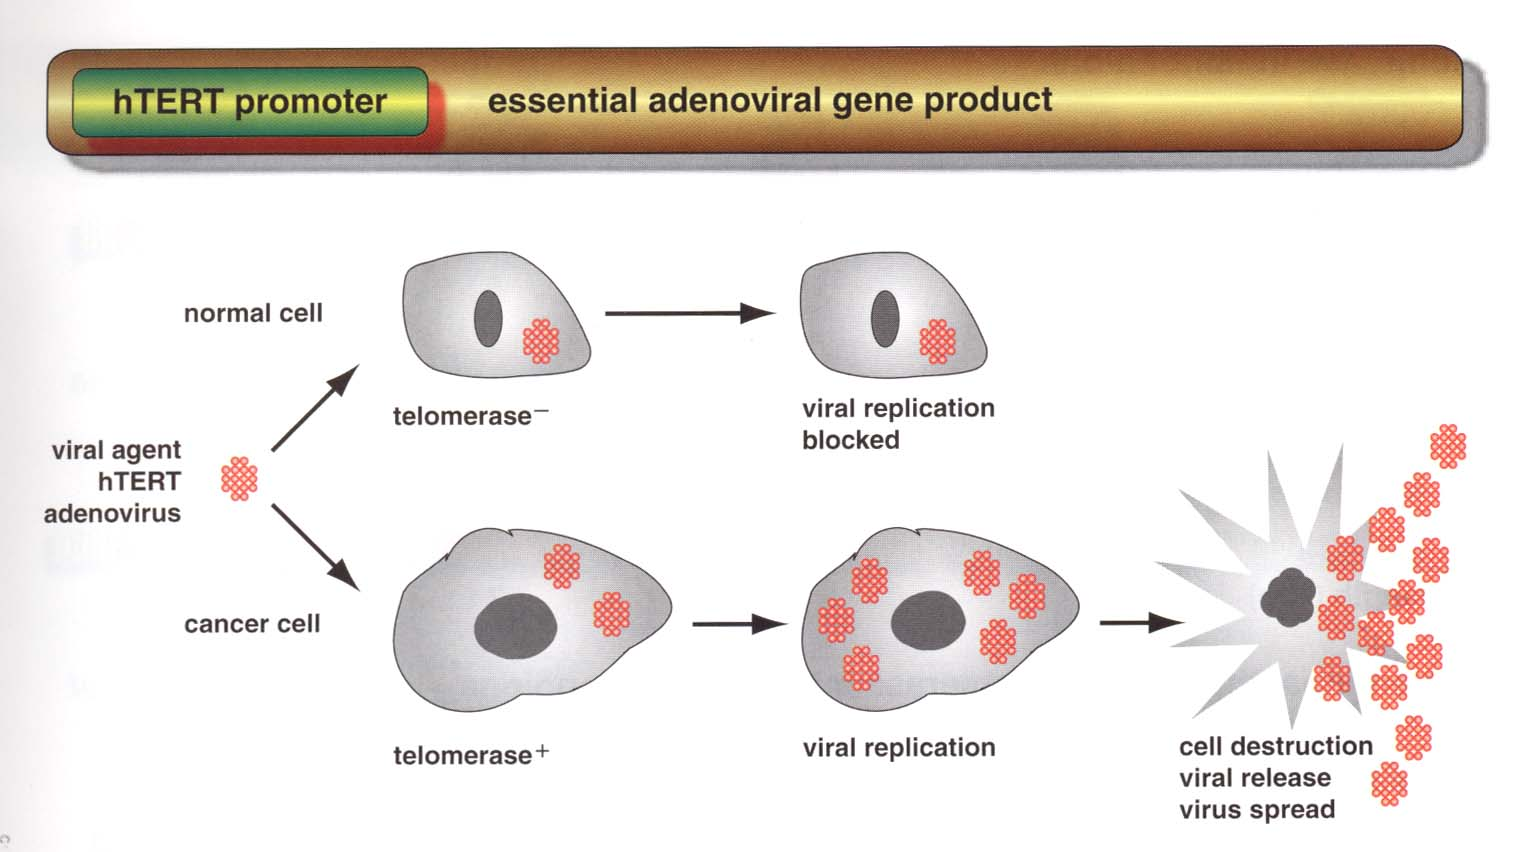 hTERT promoter
essential adenoviral gene product
normal cell
telomerase−
viral replication
blocked
viral agent
hTERT
adenovirus
cancer cell
telomerase+
viral replication
cell destruction
viral release
virus spread